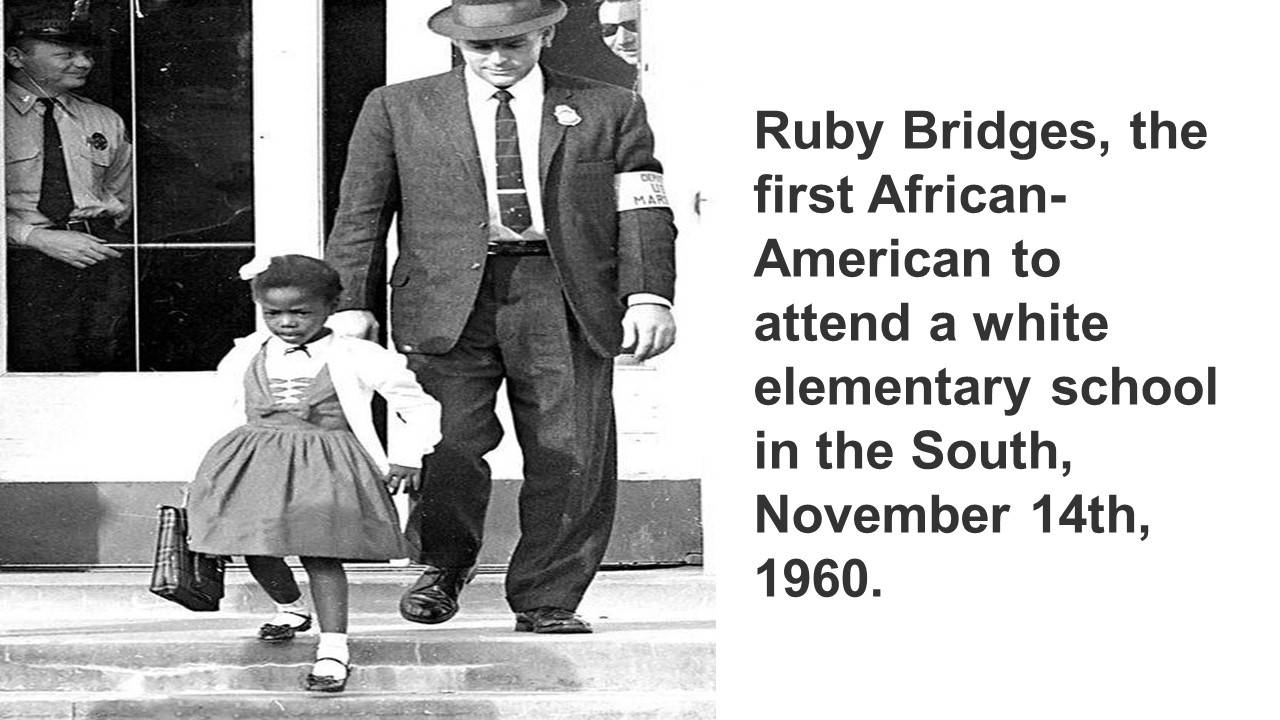 Ruby Bridges, the
first African-
American to
attend a white
elementary school
in the South,
November 14th,
1960.
U.S.